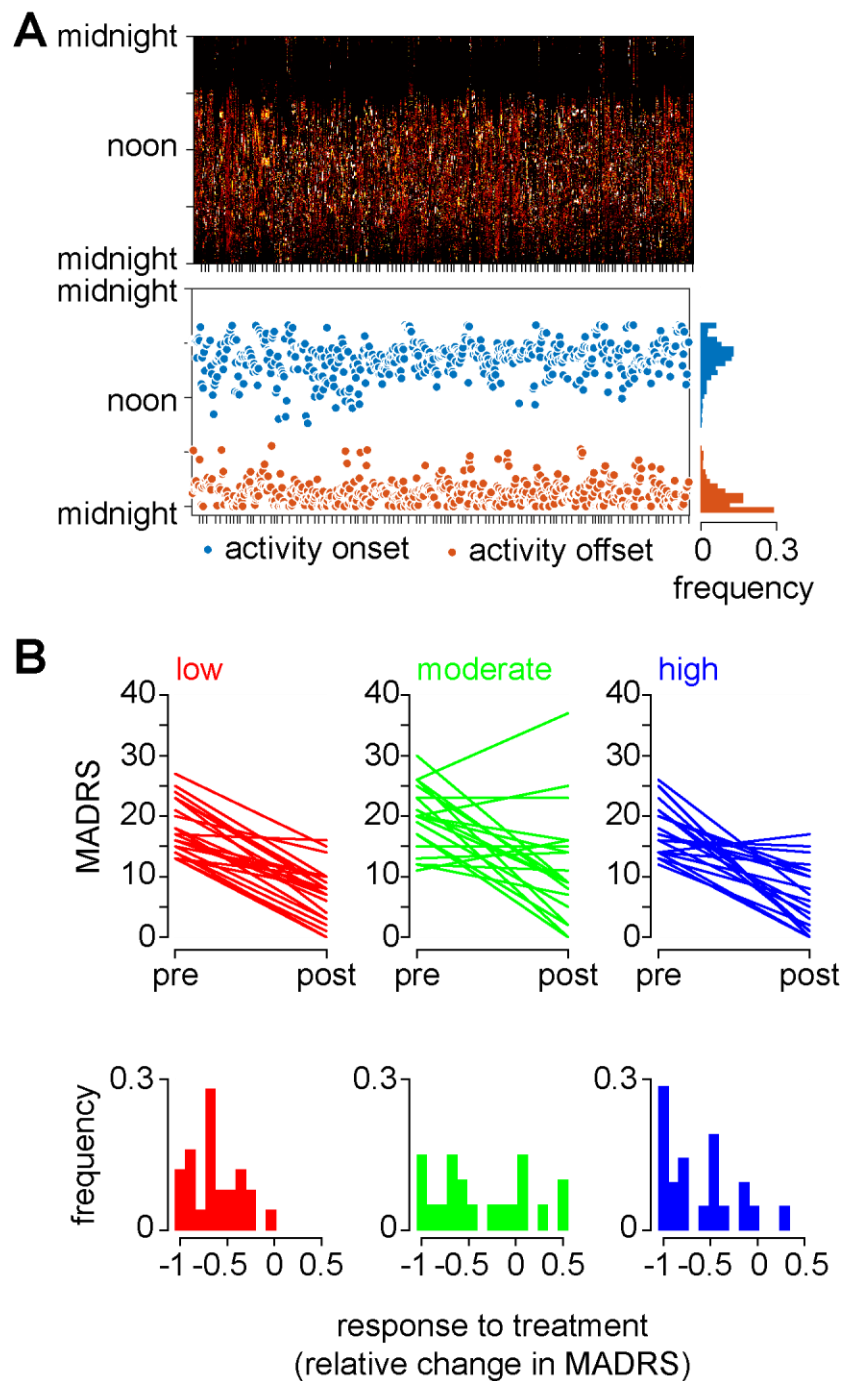 A
midnight
noon
midnight
midnight
noon
midnight
activity onset activity offset
0 0.3
frequency
B
low moderate high
MADRS
40 40 40
30 30 30
20 20 20
10 10 10
0 0 0
pre post pre post pre post
frequency
0.3 0.3 0.3
0 0 0
-1 -0.5 0 0.5 -1 -0.5 0 0.5 -1 -0.5 0 0.5
response to treatment
(relative change in MADRS)